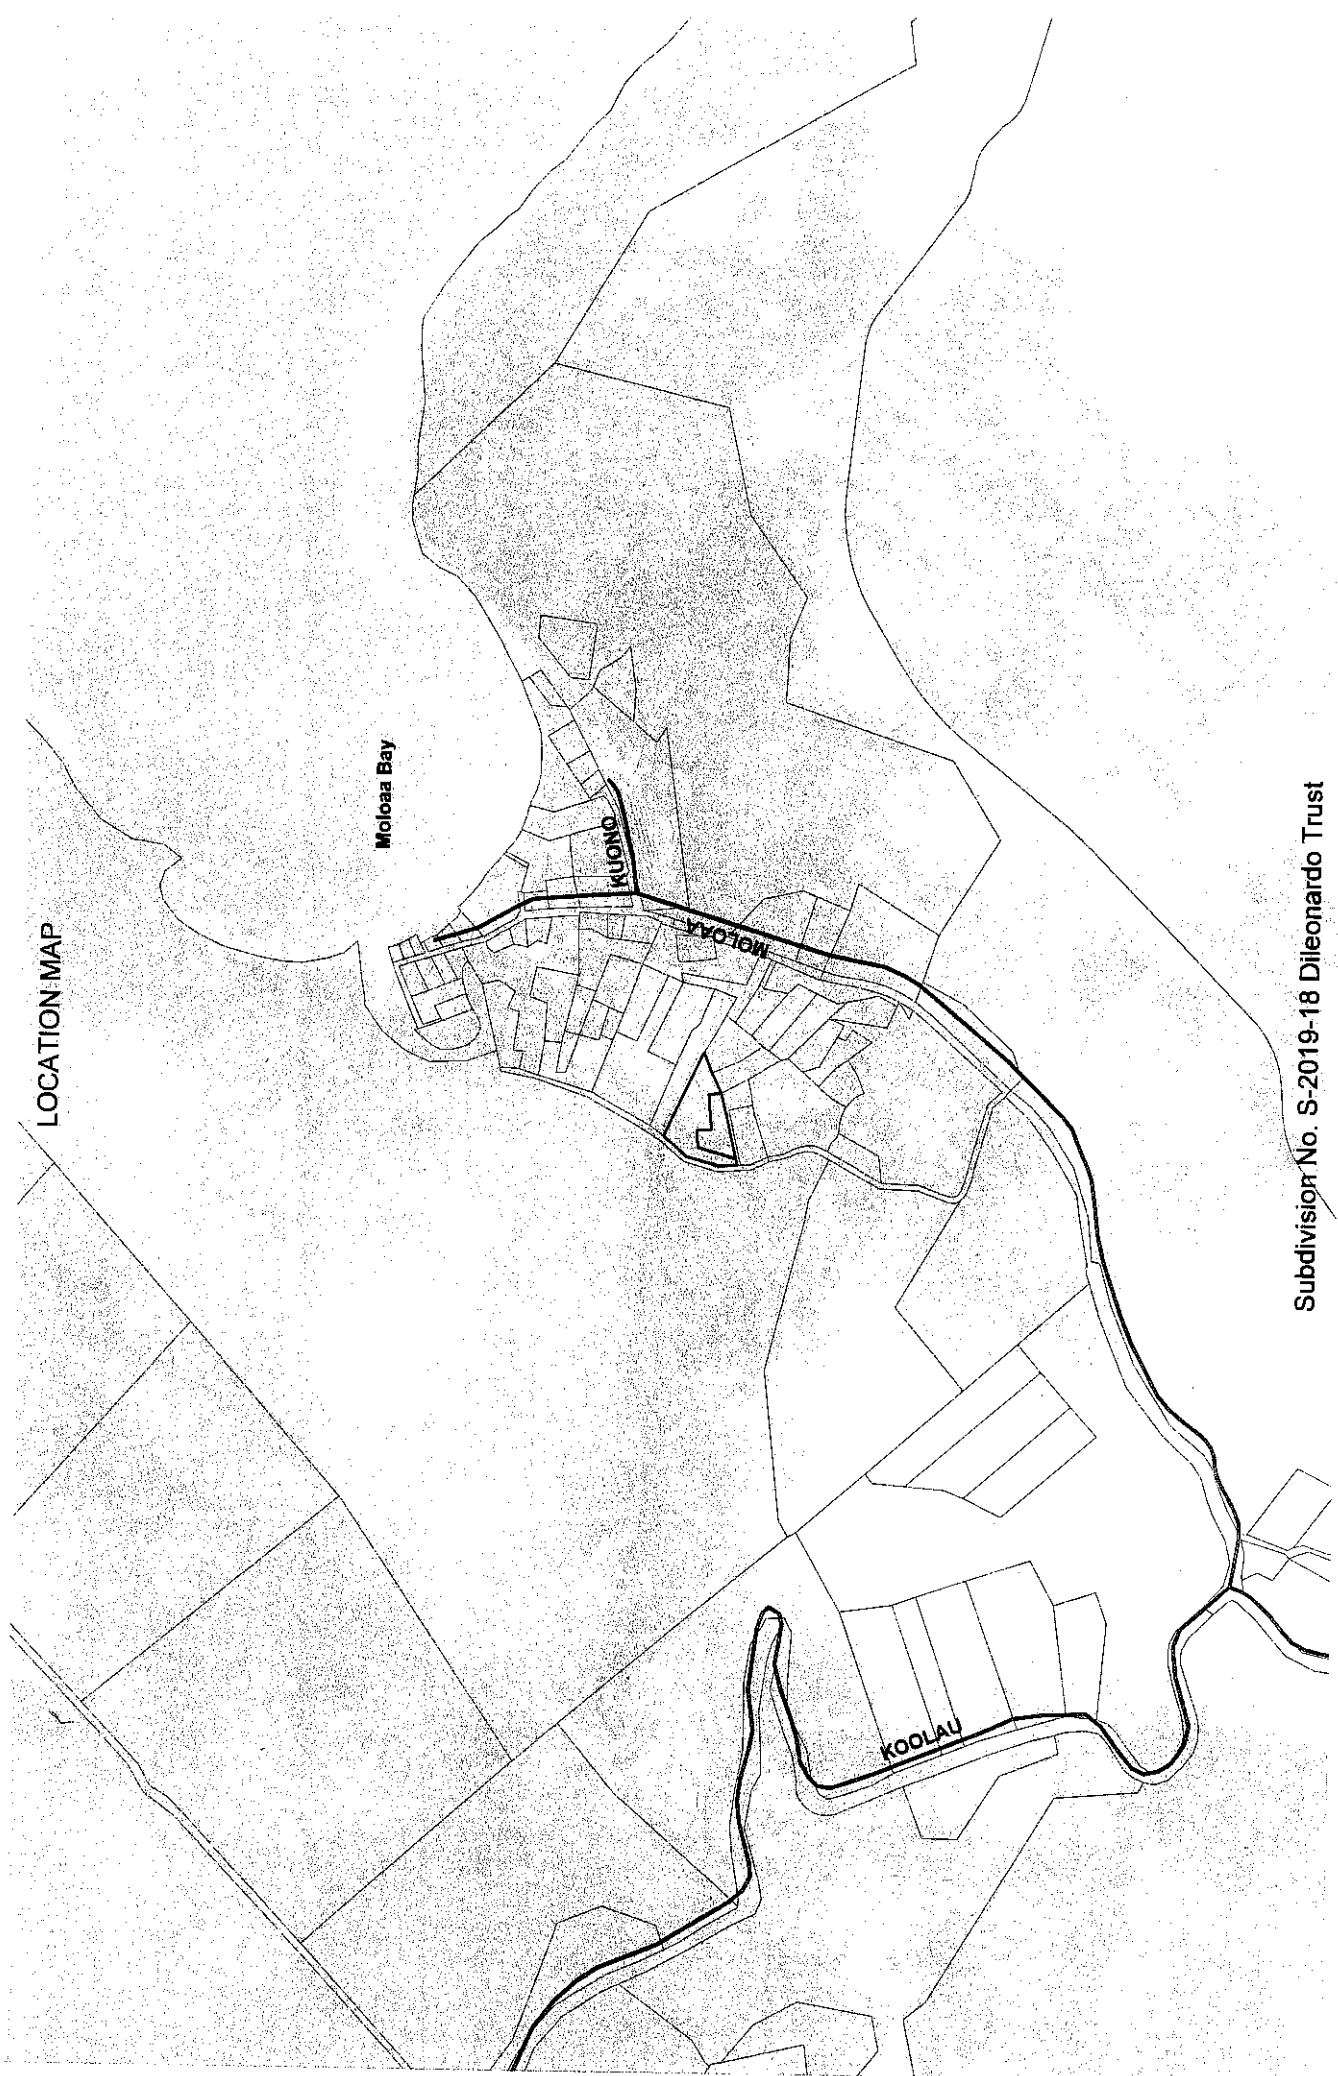 LOCATION MAP
Moloaa Bay
KUONO
MOLOAA
KOOLAU
Subdivision No. S-2019-18 Dileonardo Trust